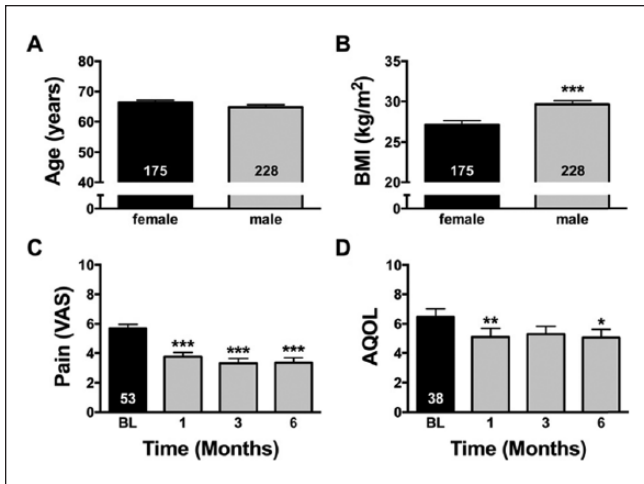 A
Age (years)
80
70
60
50
40
0
175
228
female
male
B
BMI (kg/m²)
35
30
25
20
0
***
175
228
female
male
C
Pain (VAS)
10
8
6
4
2
0
53
***
***
***
BL
1
3
6
Time (Months)
D
AQOL
10
8
6
4
2
0
38
**
*
BL
1
3
6
Time (Months)